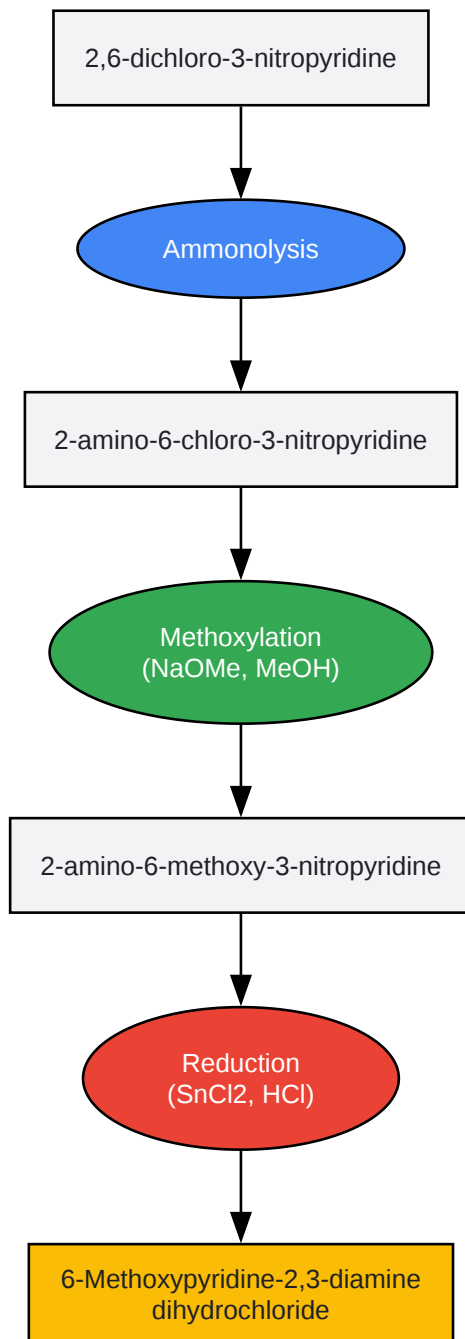 2,6-dichloro-3-nitropyridine
Ammonolysis
2-amino-6-chloro-3-nitropyridine
Methoxylation
(NaOMe, MeOH)
2-amino-6-methoxy-3-nitropyridine
Reduction
(SnCl2, HCl)
6-Methoxypyridine-2,3-diamine
dihydrochloride